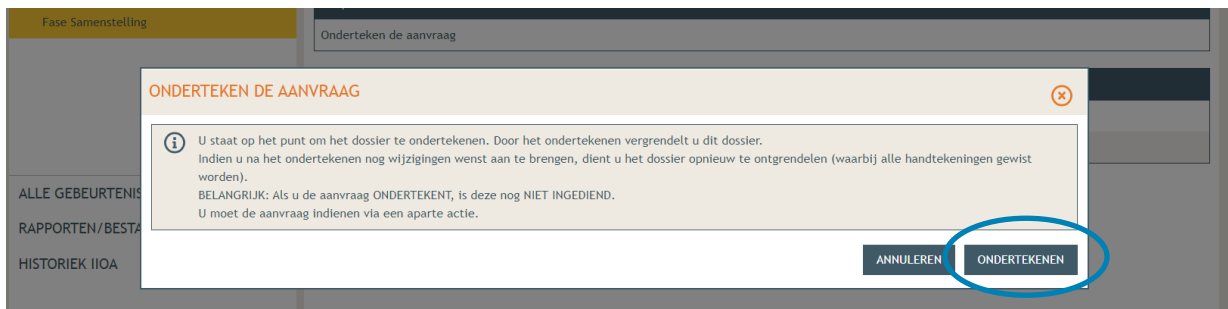 Fase Samenstelling
Onderteken de aanvraag
ONDERTEKEN DE AANVRAAG
U staat op het punt om het dossier te ondertekenen. Door het ondertekenen vergrendelt u dit dossier.
Indien u na het ondertekenen nog wijzigingen wenst aan te brengen, dient u het dossier opnieuw te ontgrendelen (waarbij alle handtekeningen gewist
worden).
BELANGRIJK: Als u de aanvraag ONDERTEKENT, is deze nog NIET INGEDIEND.
U moet de aanvraag indienen via een aparte actie.
ALLE GEBEURTENIS
RAPPORTEN/BESTA
HISTORIEK IIOA
ANNULEREN
ONDERTEKENEN